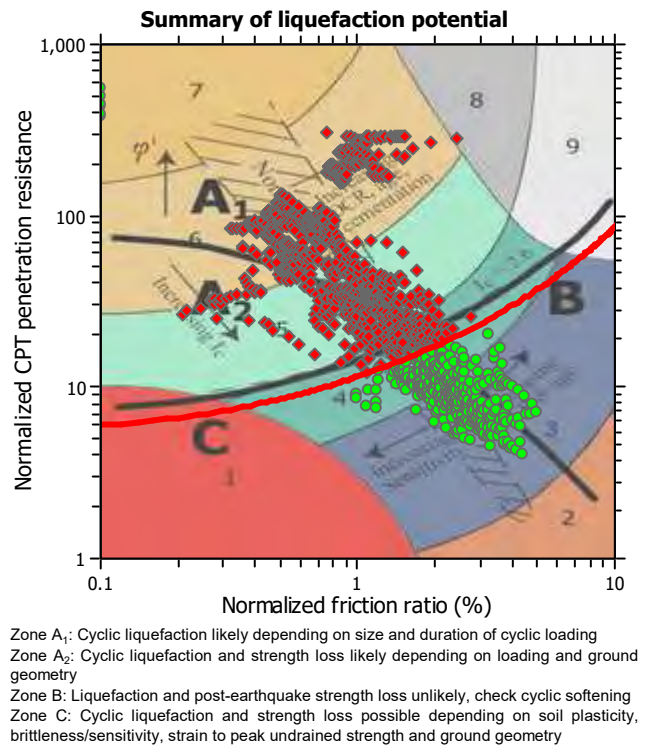 Summary of liquefaction potential
1,000
100
10
1
Normalized CPT penetration resistance
7
8
9
φ'
A1
cementation
6
A2
Increasing Ic
5
B
4
C
3
1
2
0.1
1
10
Normalized friction ratio (%)
Zone A1: Cyclic liquefaction likely depending on size and duration of cyclic loading
Zone A2: Cyclic liquefaction and strength loss likely depending on loading and ground
geometry
Zone B: Liquefaction and post-earthquake strength loss unlikely, check cyclic softening
Zone C: Cyclic liquefaction and strength loss possible depending on soil plasticity,
brittleness/sensitivity, strain to peak undrained strength and ground geometry